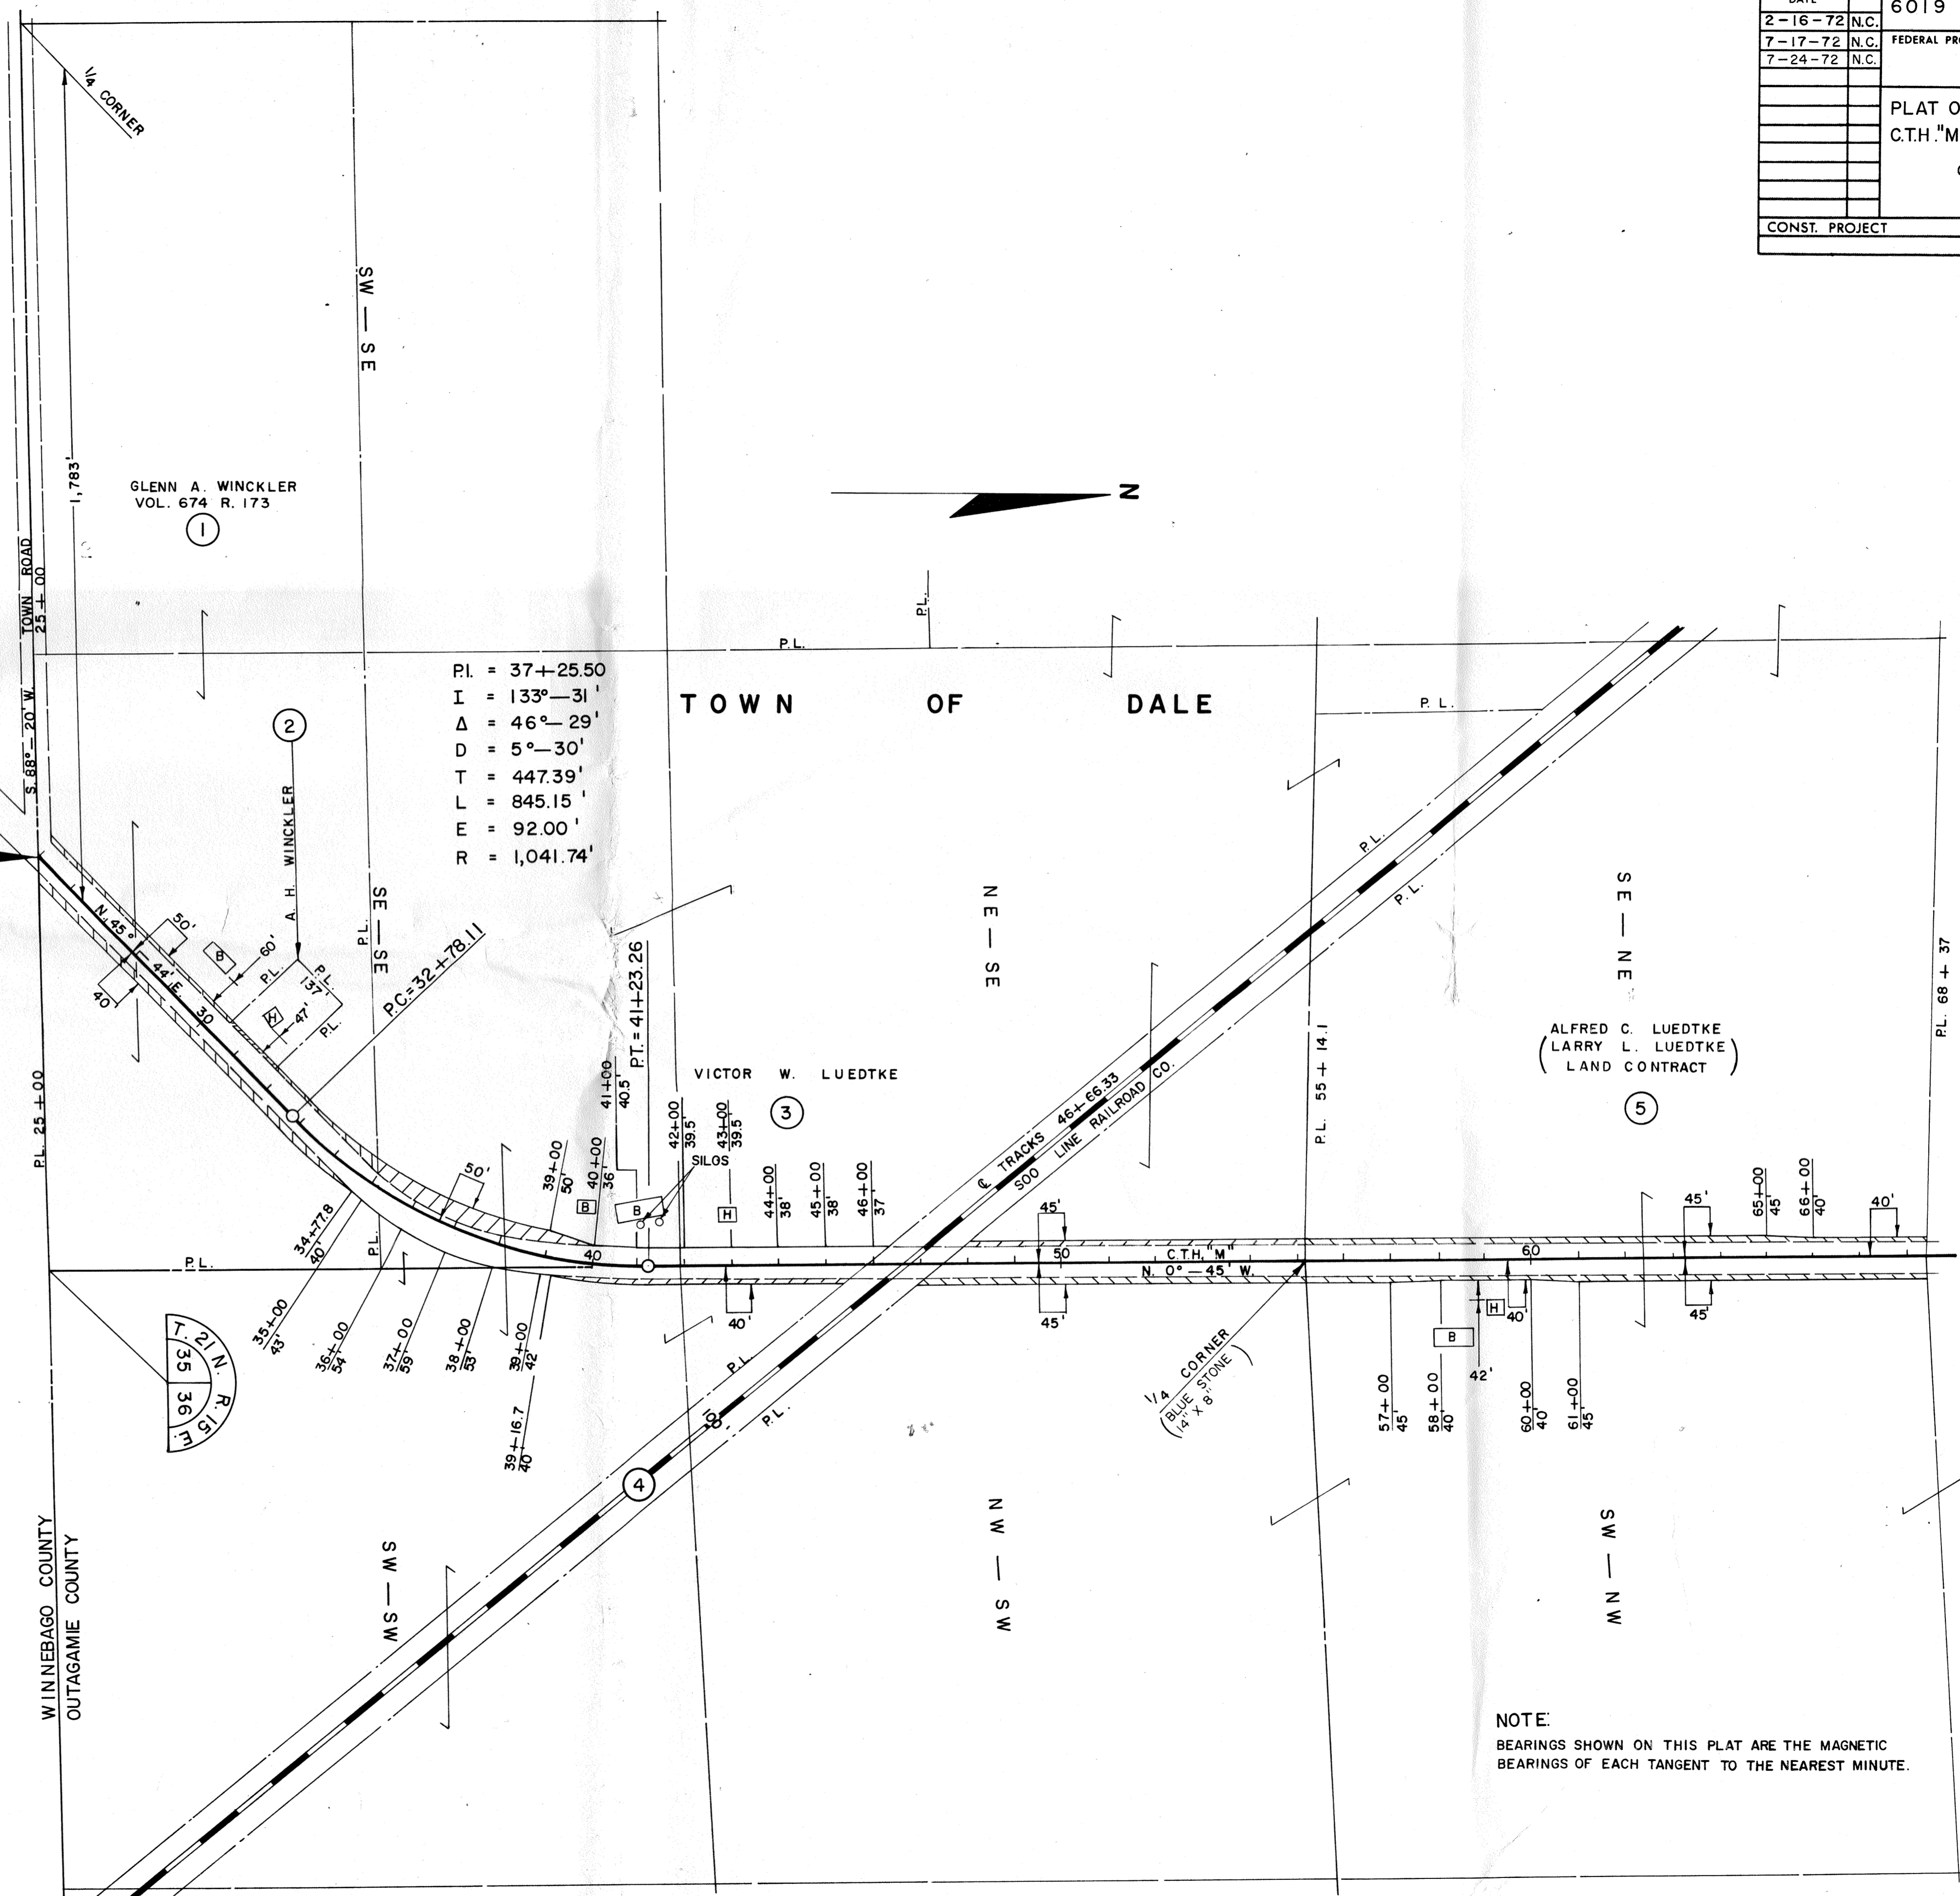 DATE
2-16-72 N.C.
7-17-72 N.C.
7-24-72 N.C.
6019
FEDERAL PRO
PLAT O
C.T.H."M
CONST. PROJECT
1/4 CORNER
1,783'
SW — SE
GLENN A. WINCKLER
VOL. 674 R. 173
1
TOWN ROAD
25+00
S. 88° — 20' W.
N
P.L.
P.L.
P.I. = 37+25.50
I = 133°—31'
Δ = 46°—29'
D = 5°—30'
T = 447.39'
L = 845.15'
E = 92.00'
R = 1,041.74'
TOWN OF DALE
P.L.
2
A. H. WINCKLER
SE — SE
P.L.
N. 45° — 44' E.
50'
40
B
60'
P.L.
P.L.
137'
H
47'
P.L.
30
P.C.= 32+78.11
P.L. 25+00
P.T. = 41+23.26
41+00
40.5'
VICTOR W. LUEDTKE
3
NE — SE
P.L.
P.L.
SE — NE
ALFRED C. LUEDTKE
(LARRY L. LUEDTKE)
LAND CONTRACT
5
P.L. 68+37
P.L. 55+14.1
℄ TRACKS 46+66.33
SOO LINE RAILROAD CO.
39+00
50'
40+00
36'
42+00
39.5'
43+00
39.5'
SILOS
44+00
38'
45+00
38'
46+00
37'
50'
B
B
H
45'
65+00
45'
66+00
40'
45'
40'
40
50
60
C.T.H. "M"
N. 0° — 45' W.
P.L.
P.L.
34+77.8
40'
35+00
43'
36+00
54'
37+00
59'
38+00
53'
39+00
42'
39+16.7
40'
40'
45'
40'
45'
H
B
42'
57+00
45'
58+00
40'
60+00
40'
61+00
45'
1/4 CORNER
(BLUE STONE
14" X 8")
T. 21 N. R. 15 E.
35 36
P.L.
100'
P.L.
4
WINNEBAGO COUNTY
OUTAGAMIE COUNTY
SW — SW
NW — SW
SW — NW
NOTE:
BEARINGS SHOWN ON THIS PLAT ARE THE MAGNETIC
BEARINGS OF EACH TANGENT TO THE NEAREST MINUTE.